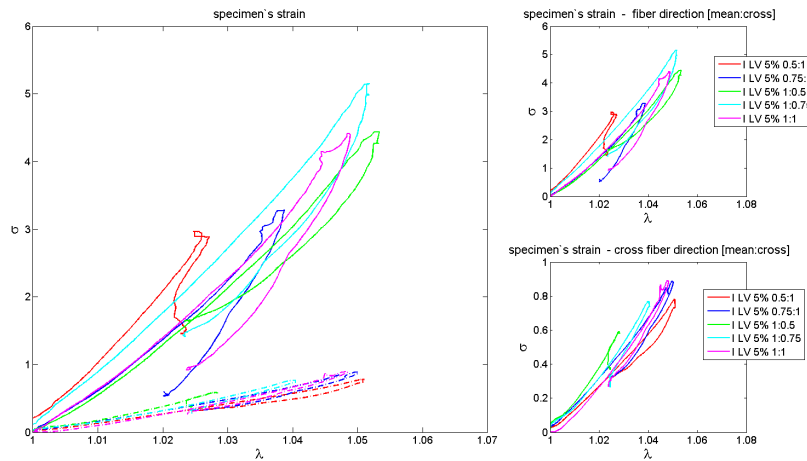 specimen`s strain
6
5
4
3
2
1
0
σ
1
1.01
1.02
1.03
1.04
1.05
1.06
1.07
λ
specimen`s strain - fiber direction [mean:cross]
6
5
4
3
2
1
0
σ
1
1.02
1.04
1.06
1.08
λ
I LV 5% 0.5:1
I LV 5% 0.75:
I LV 5% 1:0.5
I LV 5% 1:0.7
I LV 5% 1:1
specimen`s strain - cross fiber direction [mean:cross]
1
0.8
0.6
0.4
0.2
0
σ
1
1.02
1.04
1.06
1.08
λ
I LV 5% 0.5:1
I LV 5% 0.75:1
I LV 5% 1:0.5
I LV 5% 1:0.75
I LV 5% 1:1